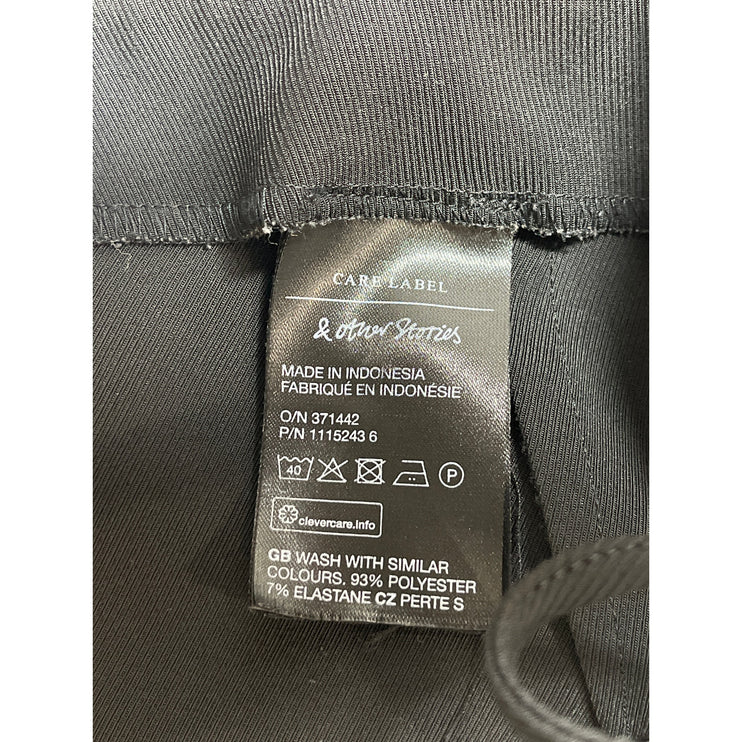 CARE LABEL
& other Stories
MADE IN INDONESIA
FABRIQUÉ EN INDONÉSIE
O/N 371442
P/N 1115243 6
40 P
clevercare.info
GB WASH WITH SIMILAR
COLOURS. 93% POLYESTER
7% ELASTANE CZ PERTE S